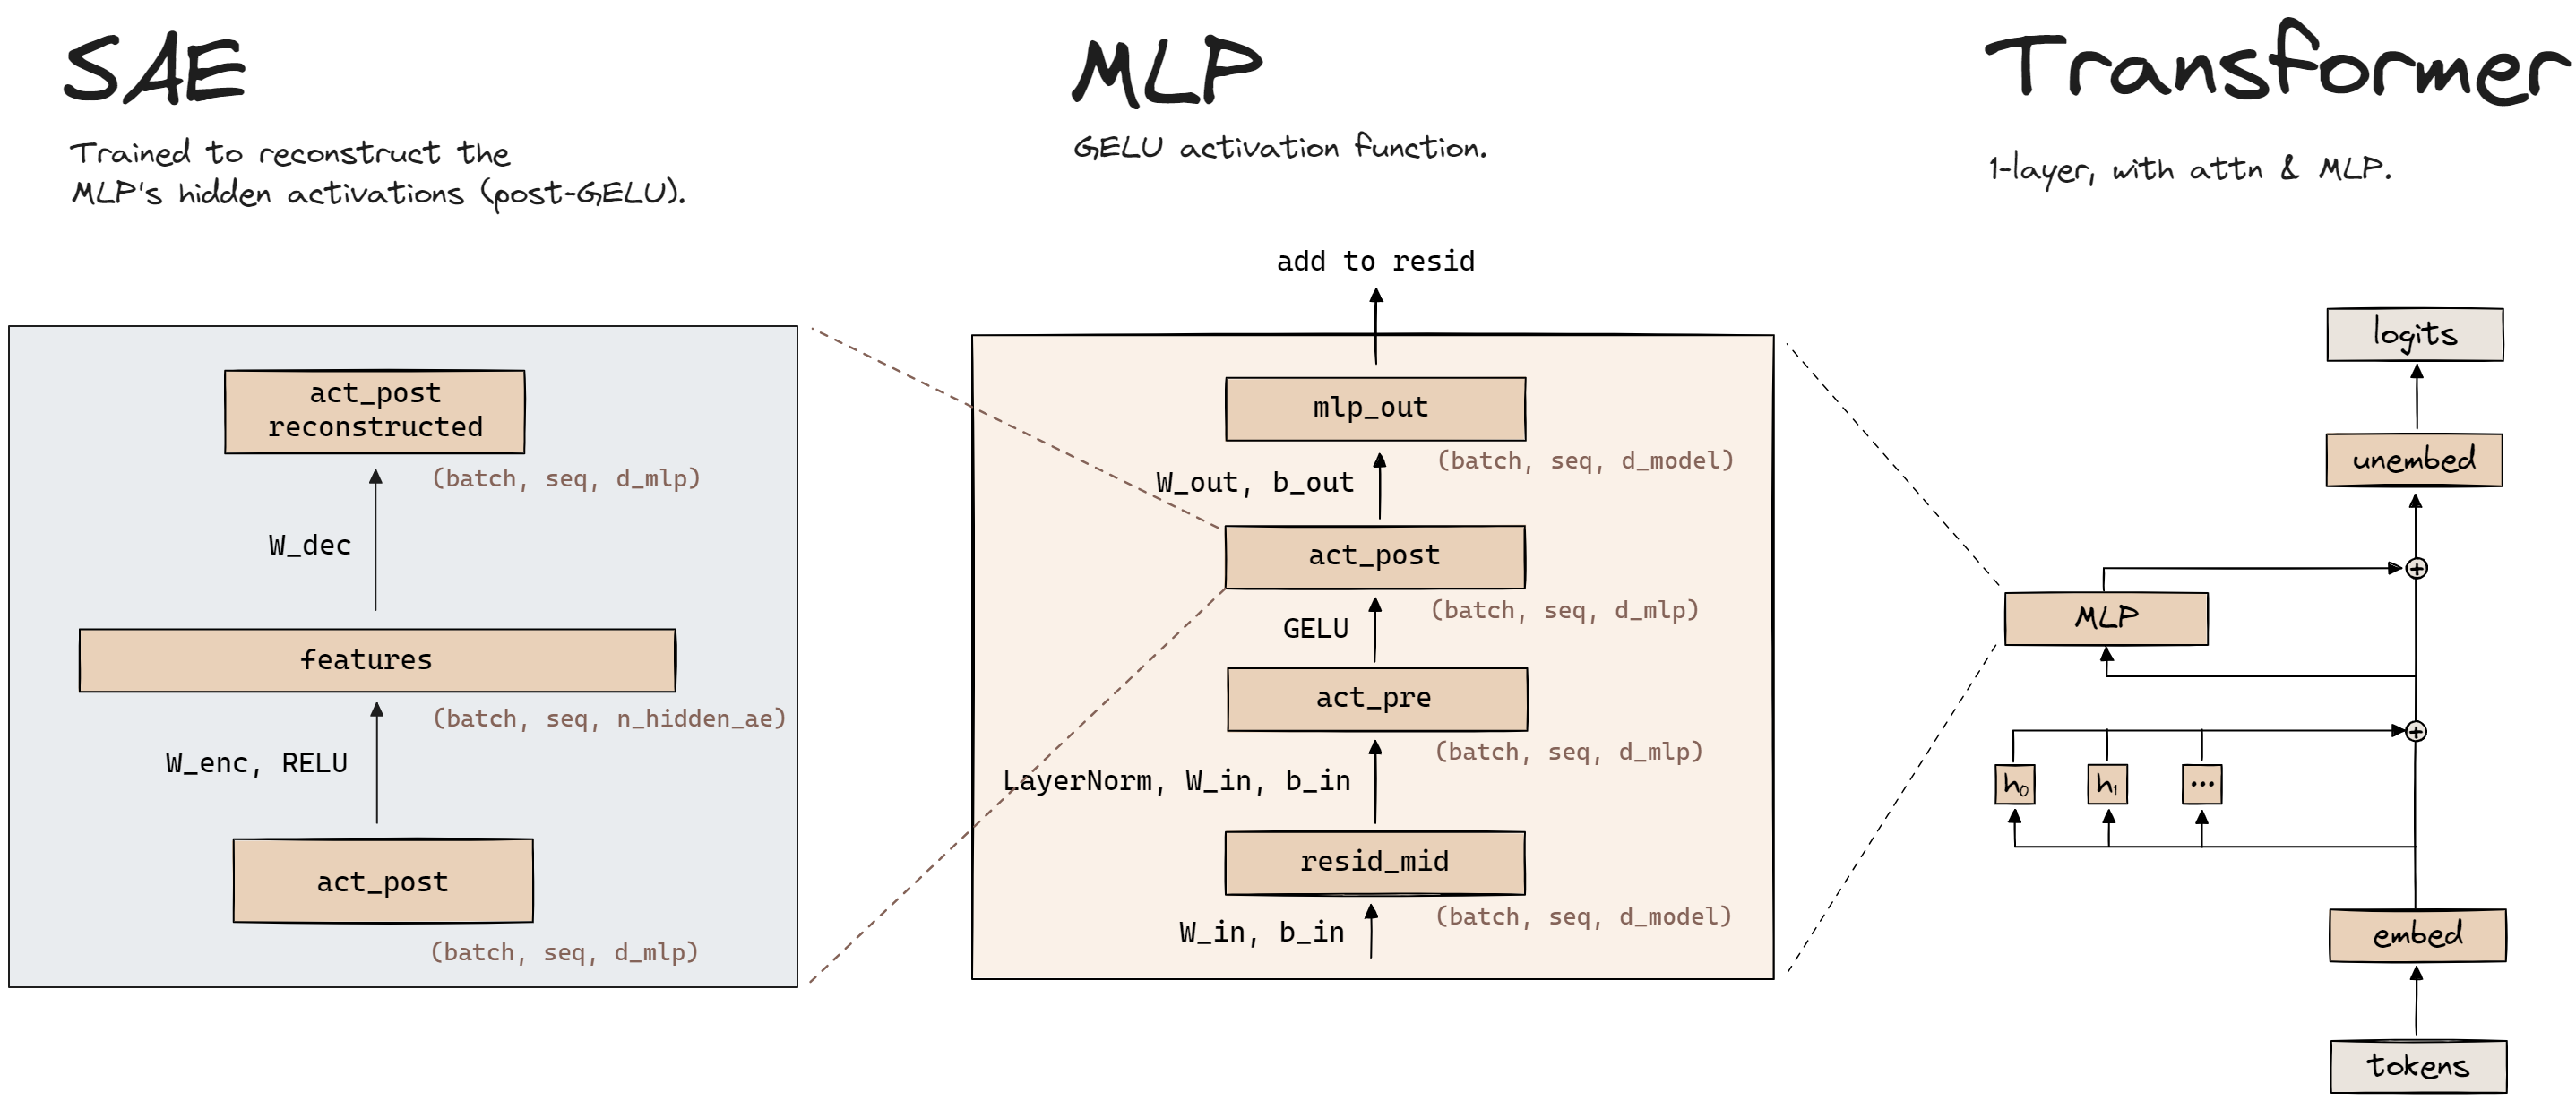 SAE
Trained to reconstruct the
MLP's hidden activations (post-GELU).
act_post
reconstructed
(batch, seq, d_mlp)
W_dec
features
(batch, seq, n_hidden_ae)
W_enc, RELU
act_post
(batch, seq, d_mlp)
MLP
GELU activation function.
add to resid
mlp_out
(batch, seq, d_model)
W_out, b_out
act_post
(batch, seq, d_mlp)
GELU
act_pre
(batch, seq, d_mlp)
LayerNorm, W_in, b_in
resid_mid
(batch, seq, d_model)
W_in, b_in
Transformer
1-layer, with attn & MLP.
logits
unembed
+
MLP
+
h₀
h₁
...
embed
tokens